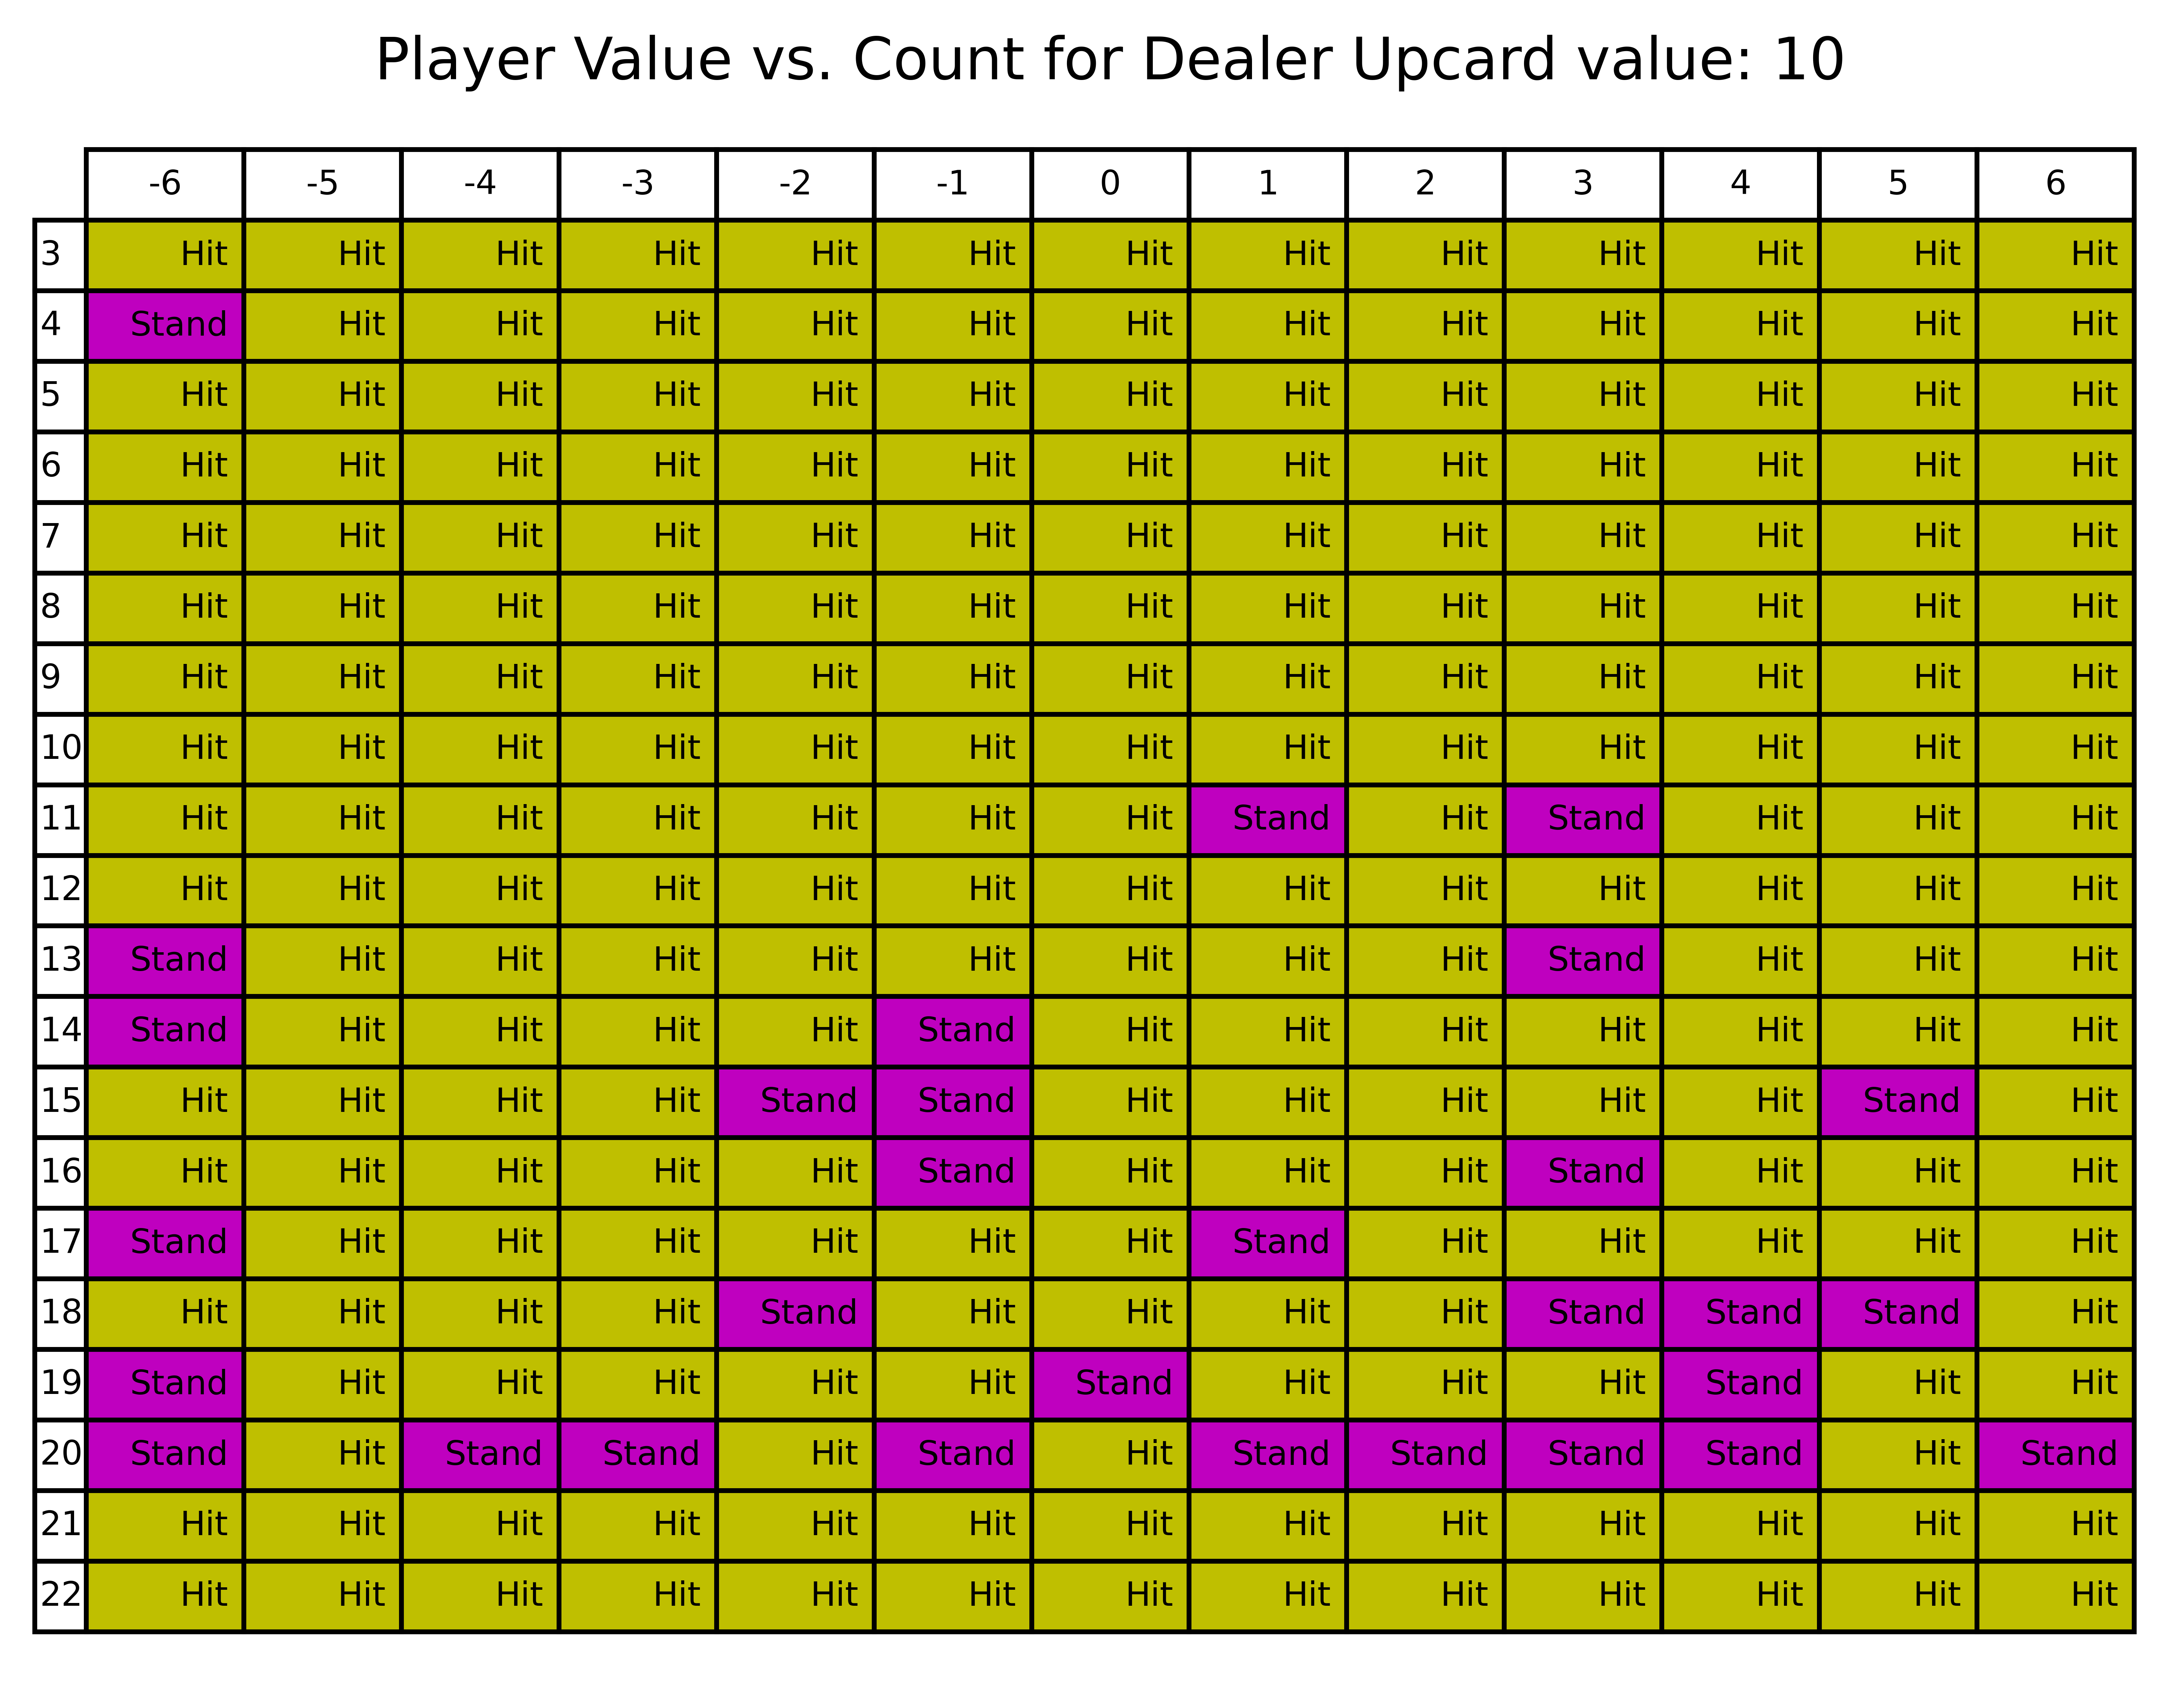 Player Value vs. Count for Dealer Upcard value: 10
-6 -5 -4 -3 -2 -1 0 1 2 3 4 5 6
3 Hit Hit Hit Hit Hit Hit Hit Hit Hit Hit Hit Hit Hit
4 Stand Hit Hit Hit Hit Hit Hit Hit Hit Hit Hit Hit Hit
5 Hit Hit Hit Hit Hit Hit Hit Hit Hit Hit Hit Hit Hit
6 Hit Hit Hit Hit Hit Hit Hit Hit Hit Hit Hit Hit Hit
7 Hit Hit Hit Hit Hit Hit Hit Hit Hit Hit Hit Hit Hit
8 Hit Hit Hit Hit Hit Hit Hit Hit Hit Hit Hit Hit Hit
9 Hit Hit Hit Hit Hit Hit Hit Hit Hit Hit Hit Hit Hit
10 Hit Hit Hit Hit Hit Hit Hit Hit Hit Hit Hit Hit Hit
11 Hit Hit Hit Hit Hit Hit Hit Stand Hit Stand Hit Hit Hit
12 Hit Hit Hit Hit Hit Hit Hit Hit Hit Hit Hit Hit Hit
13 Stand Hit Hit Hit Hit Hit Hit Hit Hit Stand Hit Hit Hit
14 Stand Hit Hit Hit Hit Stand Hit Hit Hit Hit Hit Hit Hit
15 Hit Hit Hit Hit Stand Stand Hit Hit Hit Hit Hit Stand Hit
16 Hit Hit Hit Hit Hit Stand Hit Hit Hit Stand Hit Hit Hit
17 Stand Hit Hit Hit Hit Hit Hit Stand Hit Hit Hit Hit Hit
18 Hit Hit Hit Hit Stand Hit Hit Hit Hit Stand Stand Stand Hit
19 Stand Hit Hit Hit Hit Hit Stand Hit Hit Hit Stand Hit Hit
20 Stand Hit Stand Stand Hit Stand Hit Stand Stand Stand Stand Hit Stand
21 Hit Hit Hit Hit Hit Hit Hit Hit Hit Hit Hit Hit Hit
22 Hit Hit Hit Hit Hit Hit Hit Hit Hit Hit Hit Hit Hit